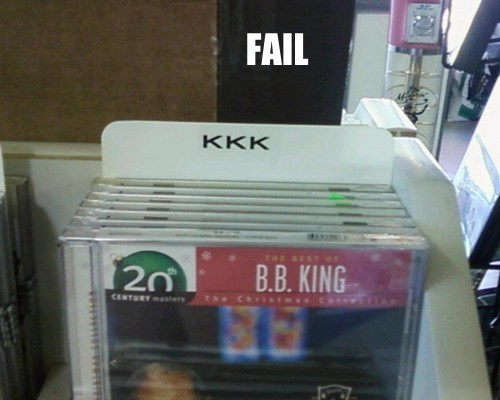 FAIL
KKK
20th
CENTURY masters
THE BEST OF
B.B. KING
The Christmas Collection